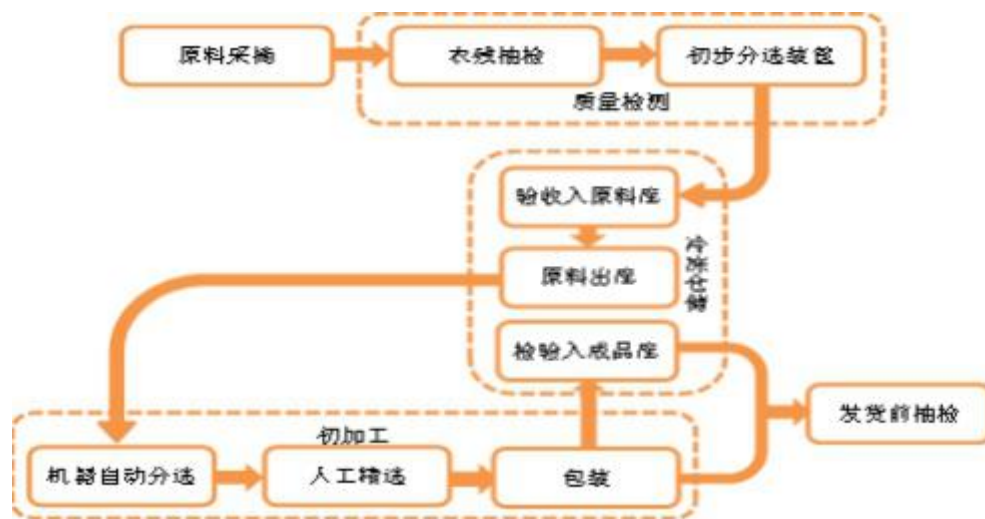 原料采摘
农残抽检
初步分选装筐
质量检测
验收入原料库
原料出库
冷冻仓储
检验入成品库
发货前抽检
初加工
机器自动分选
人工精选
包装